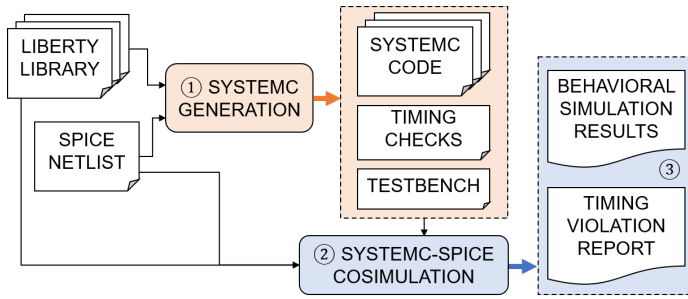 LIBERTY
LIBRARY
SPICE
NETLIST
① SYSTEMC
GENERATION
SYSTEMC
CODE
TIMING
CHECKS
TESTBENCH
② SYSTEMC-SPICE
COSIMULATION
BEHAVIORAL
SIMULATION
RESULTS
③
TIMING
VIOLATION
REPORT